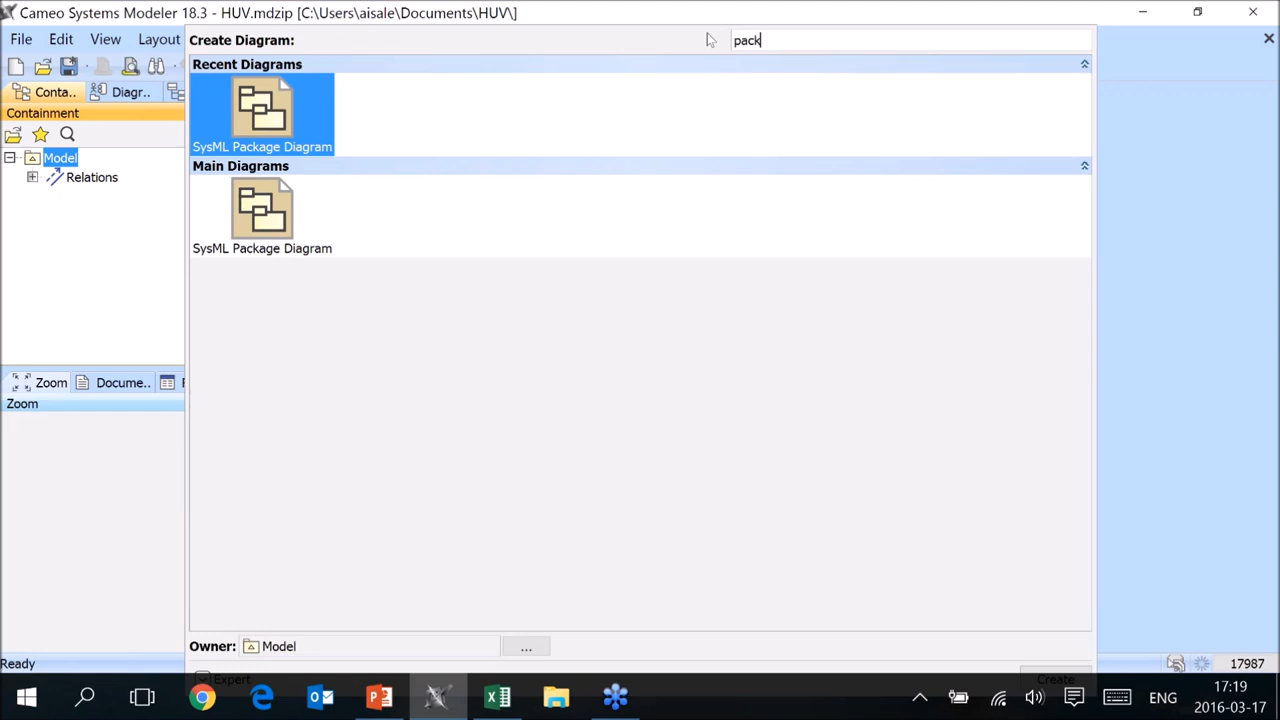 Cameo Systems Modeler 18.3 - HUV.mdzip [C:\Users\aisale\Documents\HUV\]
File Edit View Layout
Create Diagram: pack
Recent Diagrams
SysML Package Diagram
Main Diagrams
SysML Package Diagram
Conta.. Diagr..
Containment
Model
Relations
Zoom Docume..
Zoom
Owner: Model ...
Expert Create
Ready 17987
ENG 17:19
2016-03-17